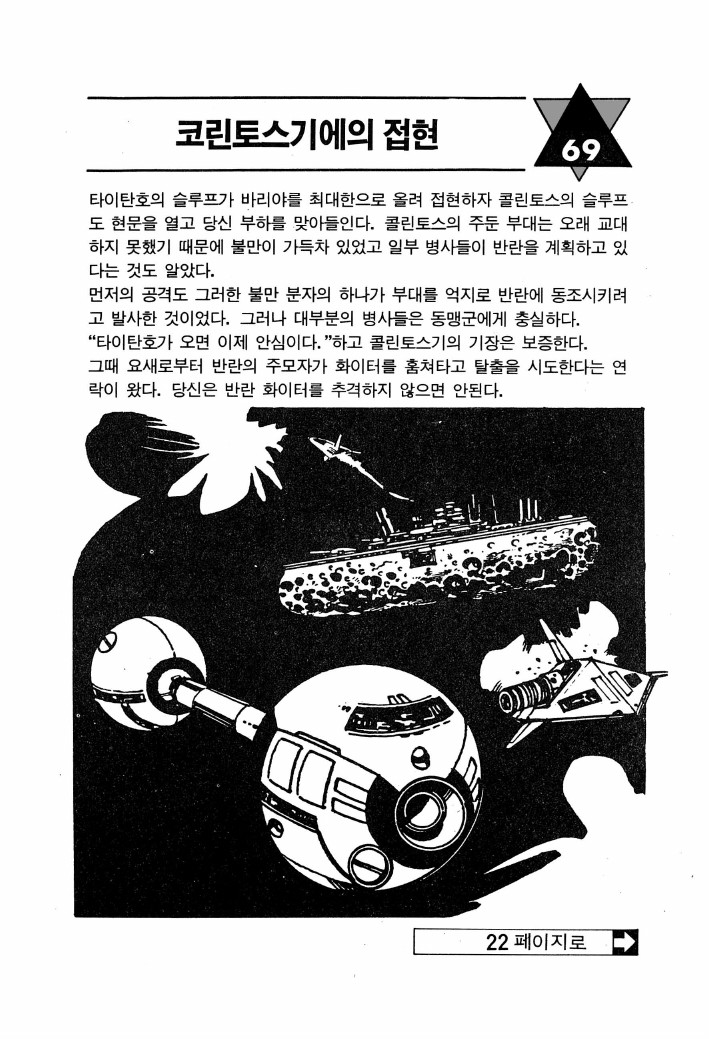 코린토스기에의 접현
69
타이탄호의 슬루프가 바리야를 최대한으로 올려 접현하자 콜린토스의 슬루프
도 현문을 열고 당신 부하를 맞아들인다. 콜린토스의 주둔 부대는 오래 교대
하지 못했기 때문에 불만이 가득차 있었고 일부 병사들이 반란을 계획하고 있
다는 것도 알았다.
먼저의 공격도 그러한 불만 분자의 하나가 부대를 억지로 반란에 동조시키려
고 발사한 것이었다. 그러나 대부분의 병사들은 동맹군에게 충실하다.
“타이탄호가 오면 이제 안심이다.”하고 콜린토스기의 기장은 보증한다.
그때 요새로부터 반란의 주모자가 화이터를 훔쳐타고 탈출을 시도한다는 연
락이 왔다. 당신은 반란 화이터를 추격하지 않으면 안된다.
22 페이지로